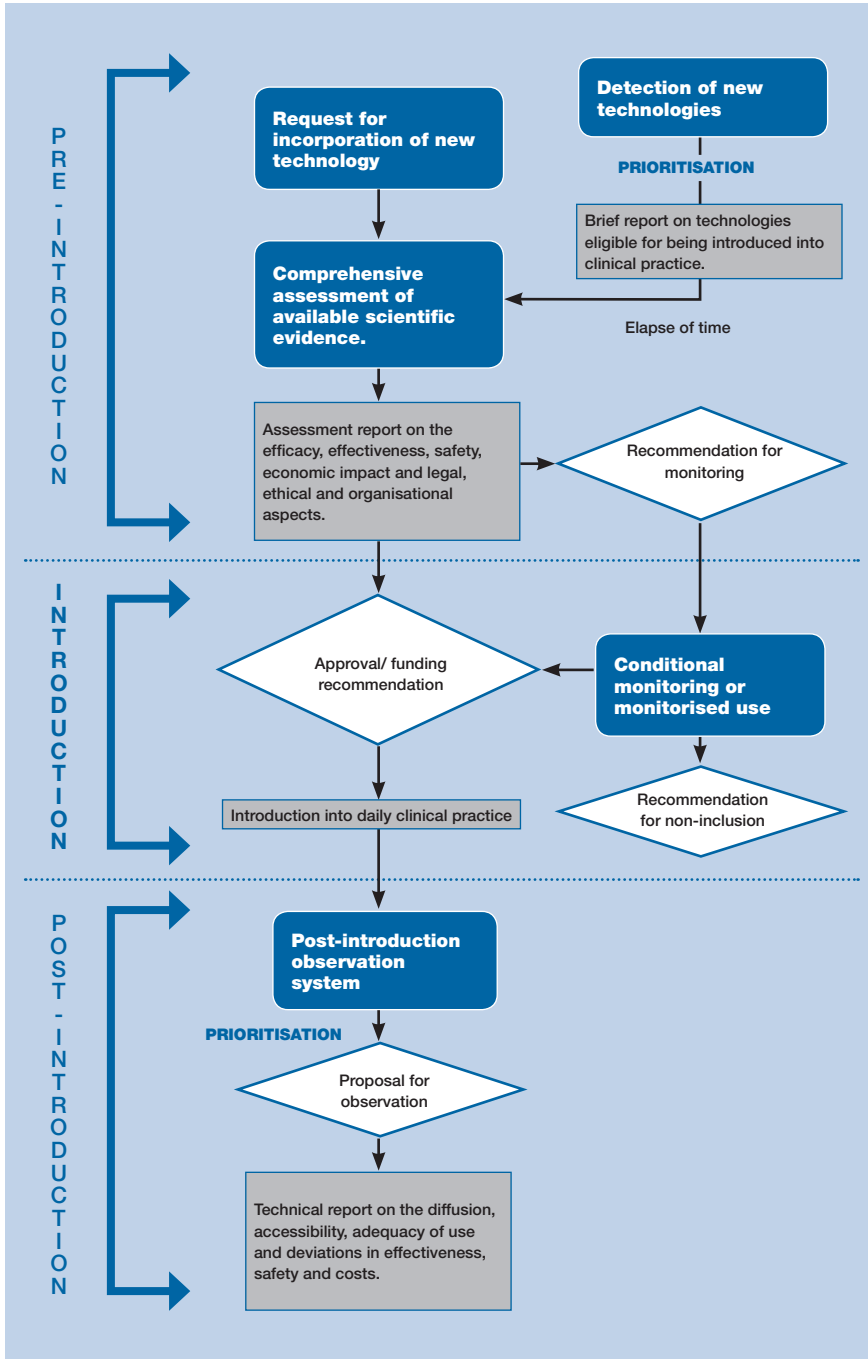 PRE-INTRODUCTION
Request for
incorporation of new
technology
Detection of new
technologies
PRIORITISATION
Brief report on technologies
eligible for being introduced into
clinical practice.
Comprehensive
assessment of
available scientific
evidence.
Elapse of time
Assessment report on the
efficacy, effectiveness, safety,
economic impact and legal,
ethical and organisational
aspects.
Recommendation for
monitoring
INTRODUCTION
Approval/ funding
recommendation
Conditional
monitoring or
monitorised use
Introduction into daily clinical practice
Recommendation
for non-inclusion
POST-INTRODUCTION
Post-introduction
observation
system
PRIORITISATION
Proposal for
observation
Technical report on the diffusion,
accessibility, adequacy of use
and deviations in effectiveness,
safety and costs.